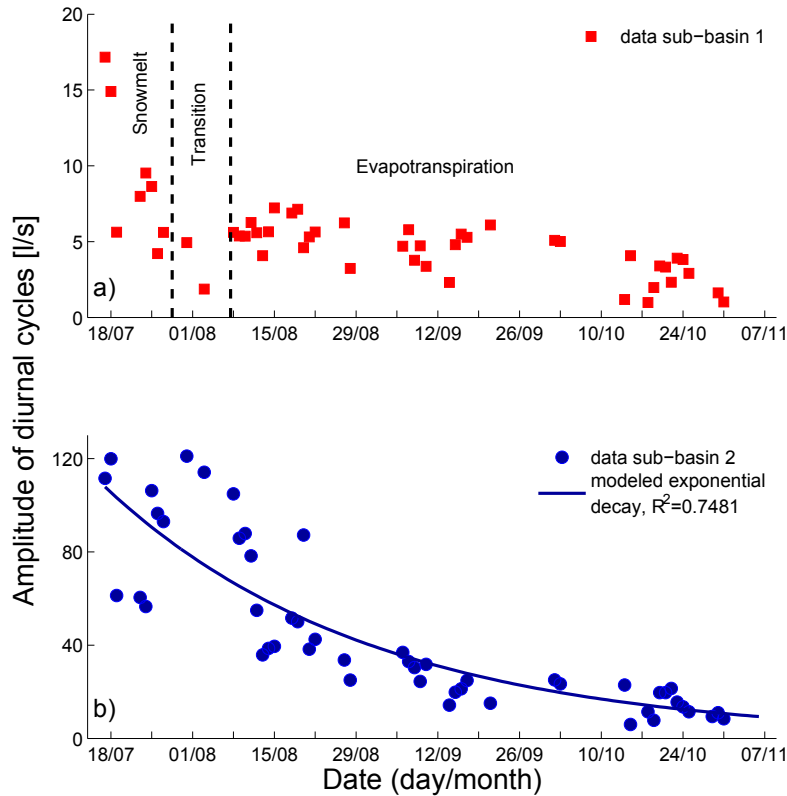 Amplitude of diurnal cycles [l/s]
20
15
10
5
0
data sub−basin 1
Snowmelt
Transition
Evapotranspiration
a)
18/07 01/08 15/08 29/08 12/09 26/09 10/10 24/10 07/11
120
80
40
0
data sub−basin 2
modeled exponential
decay, R²=0.7481
b)
18/07 01/08 15/08 29/08 12/09 26/09 10/10 24/10 07/11
Date (day/month)